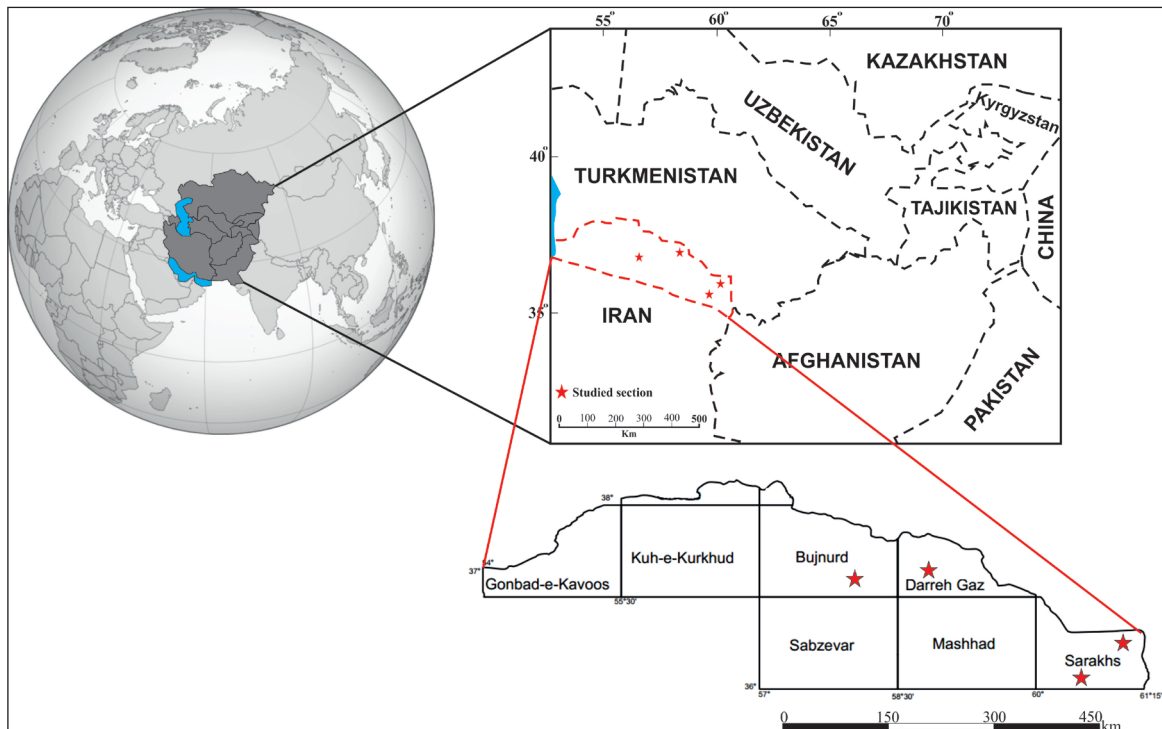 55° 60° 65° 70°
KAZAKHSTAN
Kyrgyzstan
UZBEKISTAN
40°
TURKMENISTAN
TAJIKISTAN
CHINA
35°
IRAN
AFGHANISTAN
PAKISTAN
Studied section
0 100 200 300 400 500
Km
38°
Kuh-e-Kurkhud
Bujnurd
37° 54°
Gonbad-e-Kavoos
Darreh Gaz
55°30'
Sabzevar
Mashhad
Sarakhs
36°
57°
58°30'
60°
61°15'
0 150 300 450
km